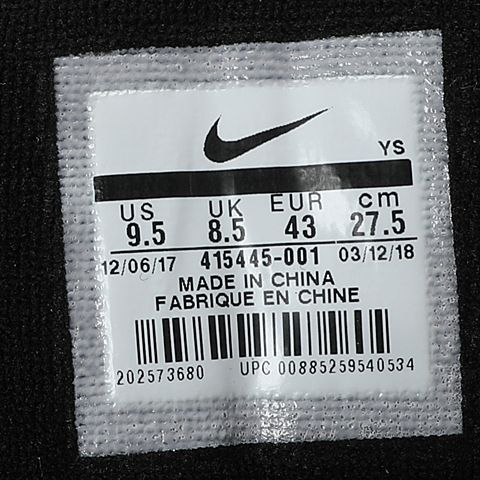 YS
US UK EUR cm
9.5 8.5 43 27.5
12/06/17 415445-001 03/12/18
MADE IN CHINA
FABRIQUE EN CHINE
202573680 UPC 00885259540534